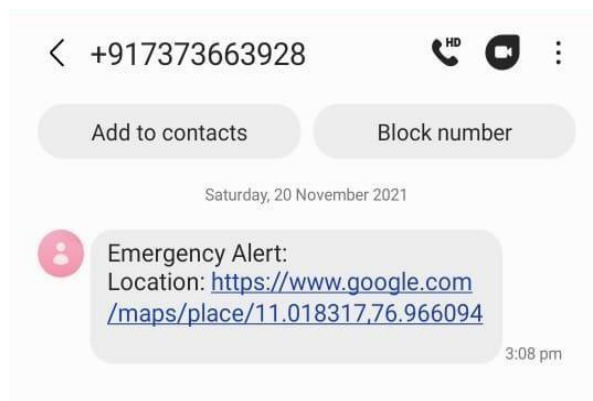 +917373663928
HD
Add to contacts
Block number
Saturday, 20 November 2021
Emergency Alert:
Location: https://www.google.com
/maps/place/11.018317,76.966094
3:08 pm